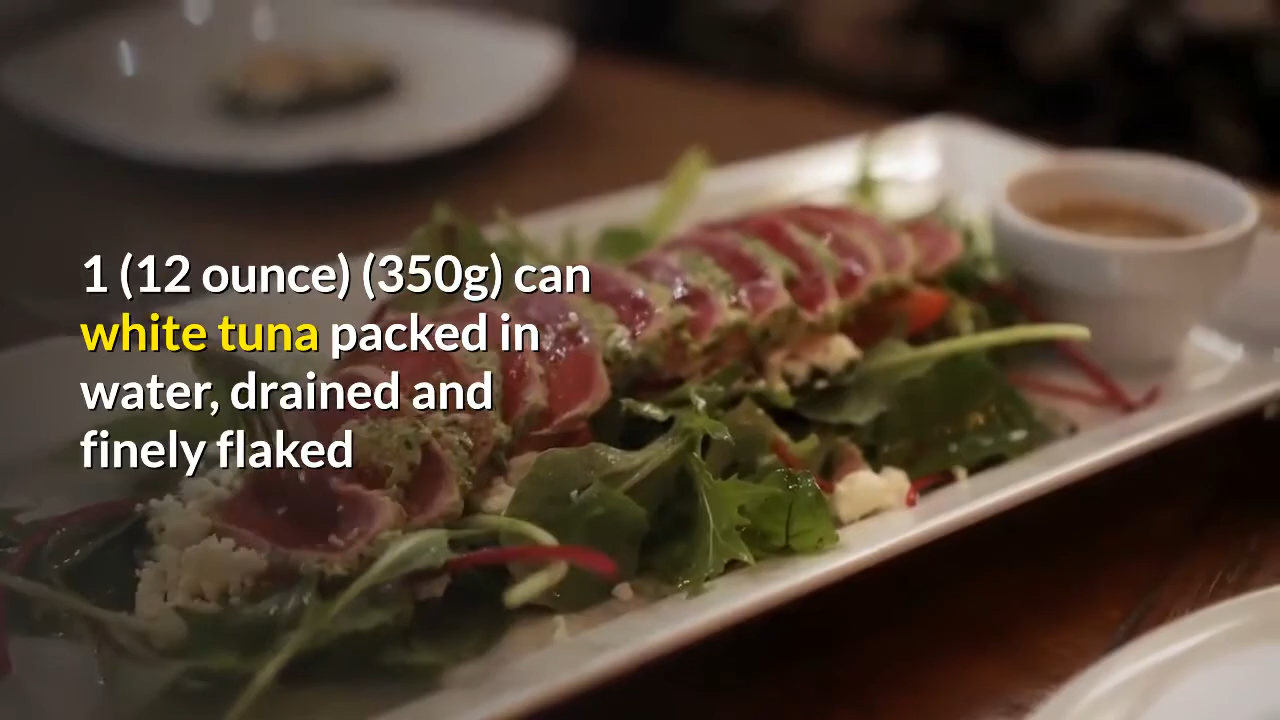 1 (12 ounce) (350g) can
white tuna packed in
water, drained and
finely flaked